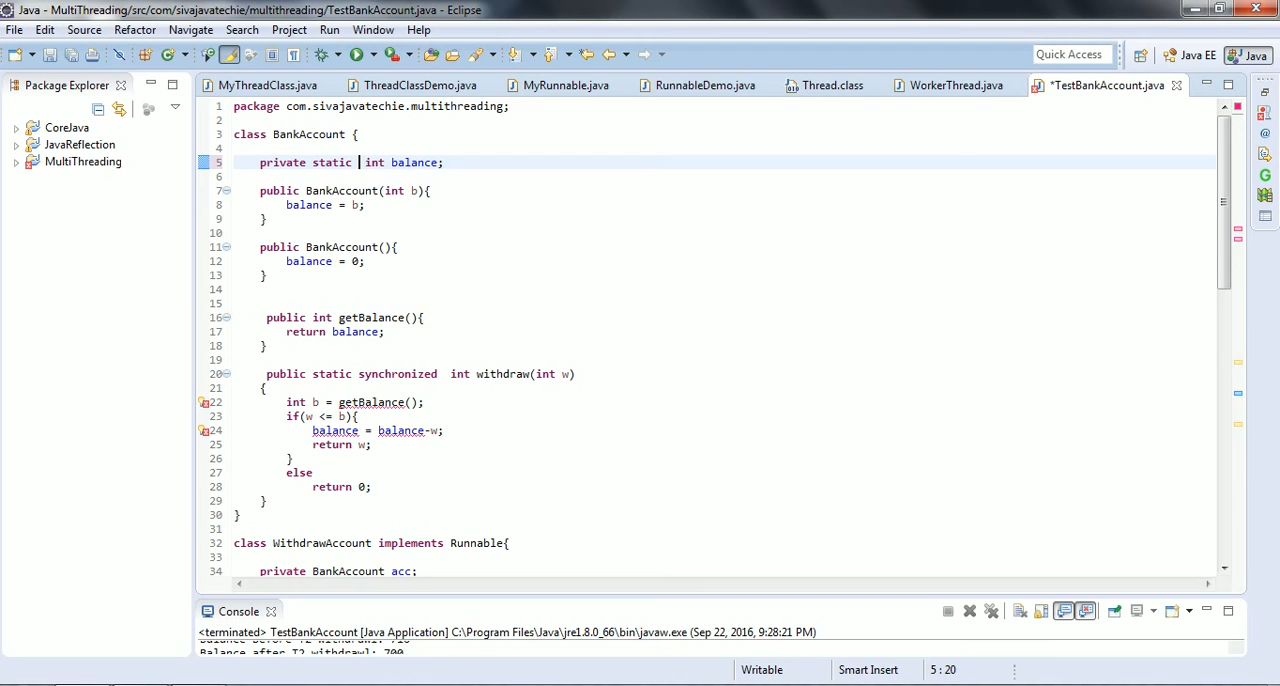 Java - MultiThreading/src/com/sivajavatechie/multithreading/TestBankAccount.java - Eclipse
File Edit Source Refactor Navigate Search Project Run Window Help
Quick Access Java EE Java
Package Explorer MyThreadClass.java ThreadClassDemo.java MyRunnable.java RunnableDemo.java Thread.class WorkerThread.java *TestBankAccount.java
CoreJava
JavaReflection
MultiThreading
1 package com.sivajavatechie.multithreading;
2
3 class BankAccount {
4
5 private static int balance;
6
7 public BankAccount(int b){
8 balance = b;
9 }
10
11 public BankAccount(){
12 balance = 0;
13 }
14
15
16 public int getBalance(){
17 return balance;
18 }
19
20 public static synchronized int withdraw(int w)
21 {
22 int b = getBalance();
23 if(w <= b){
24 balance = balance-w;
25 return w;
26 }
27 else
28 return 0;
29 }
30 }
31
32 class WithdrawAccount implements Runnable{
33
34 private BankAccount acc;
Console
<terminated> TestBankAccount [Java Application] C:\Program Files\Java\jre1.8.0_66\bin\javaw.exe (Sep 22, 2016, 9:28:21 PM)
Balance before T2 withdrawl: 710
Balance after T2 withdrawl: 700
Writable Smart Insert 5 : 20